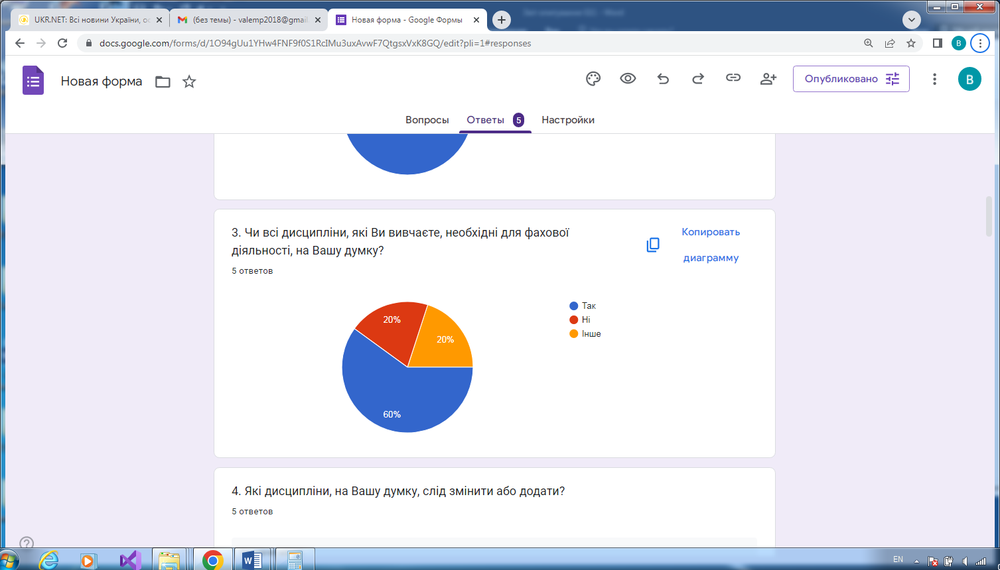 UKR.NET: Всі новини України, ос
(без темы) - valemp2018@gmail.
Новая форма - Google Формы
docs.google.com/forms/d/1O94gUu1YHw4FNF9f0S1RcIMu3uxAvwF7QtgsxVxK8GQ/edit?pli=1#responses
B
Новая форма
Опубликовано
B
Вопросы
Ответы 5
Настройки
3. Чи всі дисципліни, які Ви вивчаєте, необхідні для фахової
діяльності, на Вашу думку?
5 ответов
Копировать
диаграмму
20%
20%
60%
Так
Ні
Інше
4. Які дисципліни, на Вашу думку, слід змінити або додати?
5 ответов
EN